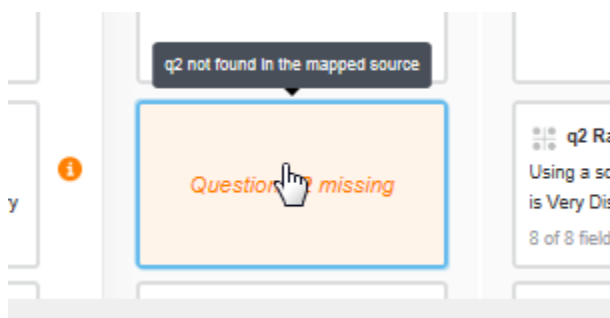 q2 not found in the mapped source
Question missing
y
q2 Ra
Using a sc
is Very Dis
8 of 8 field